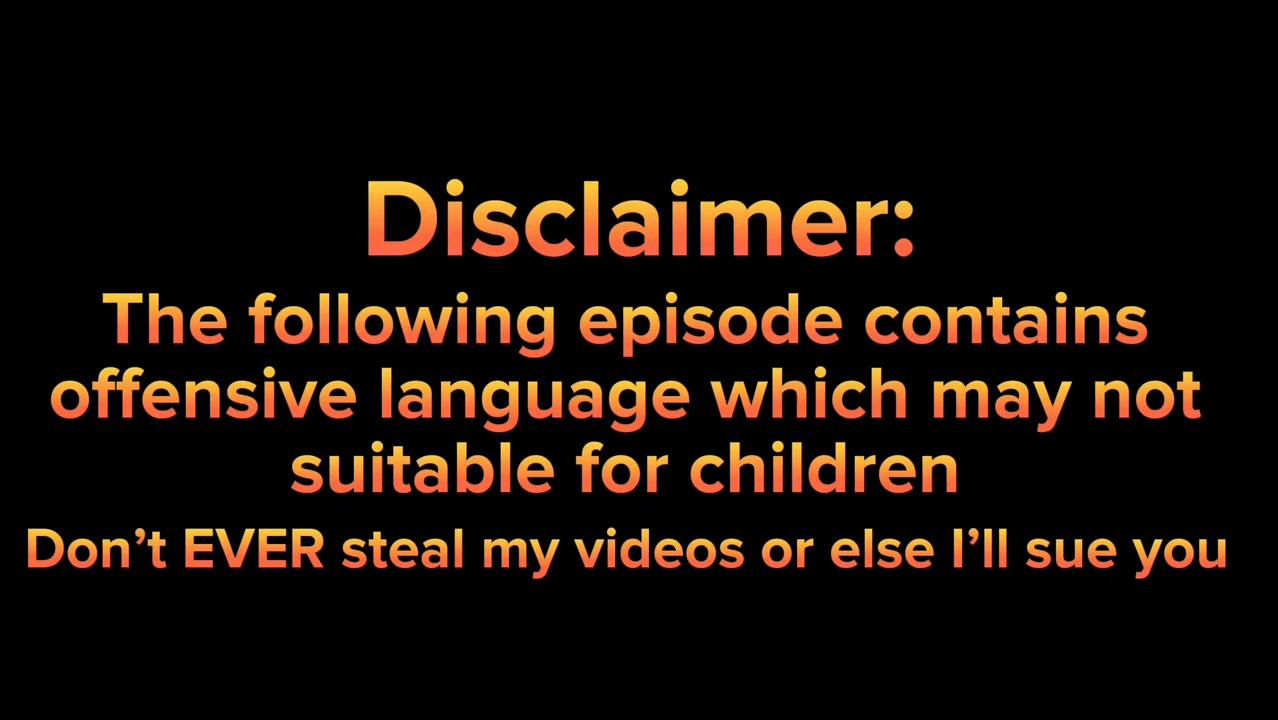 Disclaimer:
The following episode contains
offensive language which may not
suitable for children
Don’t EVER steal my videos or else I’ll sue you